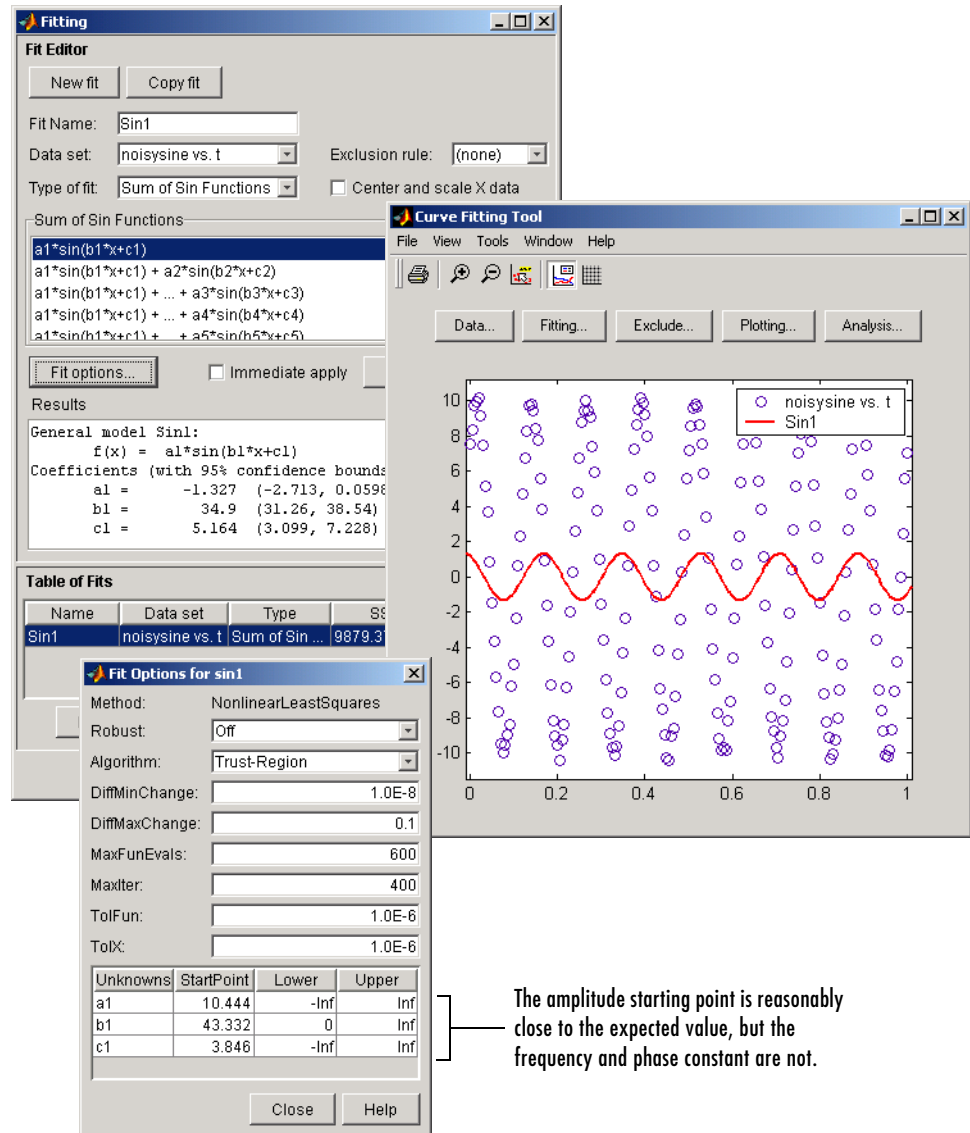 Fitting
Fit Editor
New fit Copy fit
Fit Name: Sin1
Data set: noisysine vs. t Exclusion rule: (none)
Type of fit: Sum of Sin Functions Center and scale X data
Sum of Sin Functions
a1*sin(b1*x+c1)
a1*sin(b1*x+c1) + a2*sin(b2*x+c2)
a1*sin(b1*x+c1) + ... + a3*sin(b3*x+c3)
a1*sin(b1*x+c1) + ... + a4*sin(b4*x+c4)
a1*sin(b1*x+c1) + ... + a5*sin(b5*x+c5)
Fit options... Immediate apply
Results
General model Sin1:
f(x) = a1*sin(b1*x+c1)
Coefficients (with 95% confidence bounds
a1 = -1.327 (-2.713, 0.0598
b1 = 34.9 (31.26, 38.54)
c1 = 5.164 (3.099, 7.228)
Table of Fits
Name Data set Type
Sin1 noisysine vs. t Sum of Sin ... 9879.3
Curve Fitting Tool
File View Tools Window Help
Data... Fitting... Exclude... Plotting... Analysis...
noisysine vs. t
Sin1
10
8
6
4
2
0
-2
-4
-6
-8
-10
0 0.2 0.4 0.6 0.8 1
Fit Options for sin1
Method: NonlinearLeastSquares
Robust: Off
Algorithm: Trust-Region
DiffMinChange: 1.0E-8
DiffMaxChange: 0.1
MaxFunEvals: 600
MaxIter: 400
TolFun: 1.0E-6
TolX: 1.0E-6
Unknowns StartPoint Lower Upper
a1 10.444 -Inf Inf
b1 43.332 0 Inf
c1 3.846 -Inf Inf
Close Help
The amplitude starting point is reasonably
close to the expected value, but the
frequency and phase constant are not.